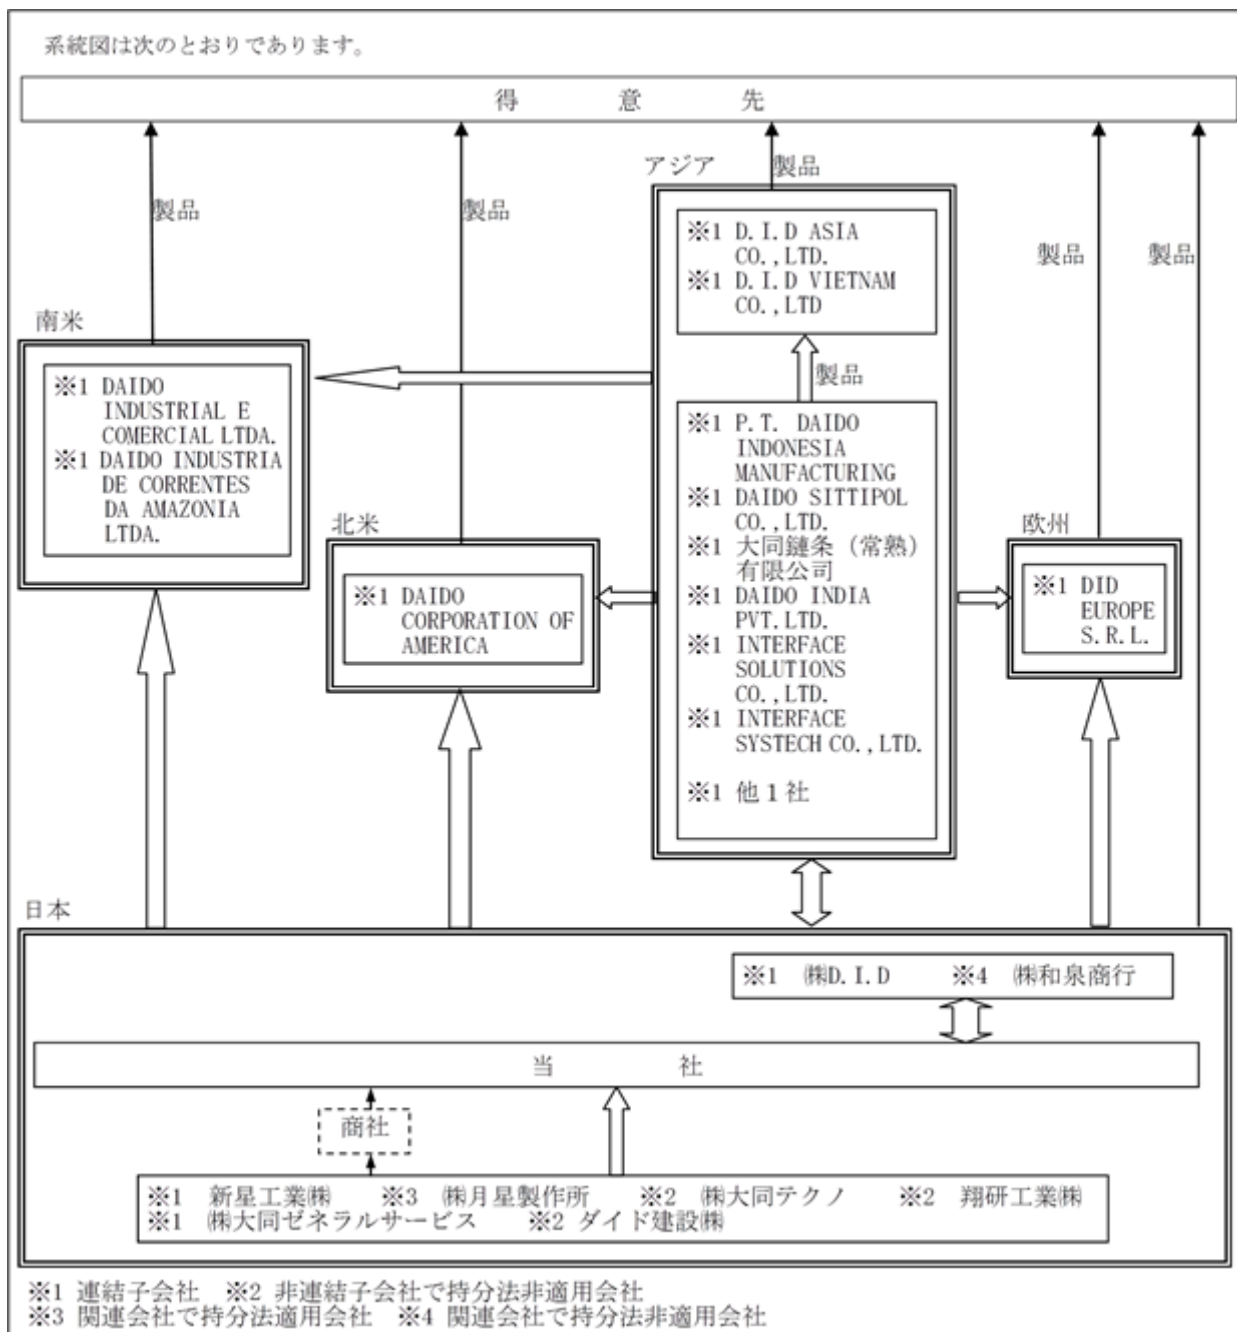 系統図は次のとおりであります。
得意先
アジア
製品
製品
製品
※1 D.I.D ASIA
CO.,LTD.
※1 D.I.D VIETNAM
CO.,LTD
製品
製品
南米
製品
※1 DAIDO
INDUSTRIAL E
COMERCIAL LTDA.
※1 DAIDO INDUSTRIA
DE CORRENTES
DA AMAZONIA
LTDA.
※1 P.T. DAIDO
INDONESIA
MANUFACTURING
※1 DAIDO SITTIPOL
CO.,LTD.
※1 大同鏈条（常熟）
有限公司
※1 DAIDO INDIA
PVT.LTD.
※1 INTERFACE
SOLUTIONS
CO.,LTD.
※1 INTERFACE
SYSTECH CO.,LTD.
※1 他１社
北米
※1 DAIDO
CORPORATION OF
AMERICA
欧州
※1 DID
EUROPE
S.R.L.
日本
※1 ㈱D.I.D ※4 ㈱和泉商行
当社
商社
※1 新星工業㈱ ※3 ㈱月星製作所 ※2 ㈱大同テクノ ※2 翔研工業㈱
※1 ㈱大同ゼネラルサービス ※2 ダイド建設㈱
※1 連結子会社 ※2 非連結子会社で持分法非適用会社
※3 関連会社で持分法適用会社 ※4 関連会社で持分法非適用会社